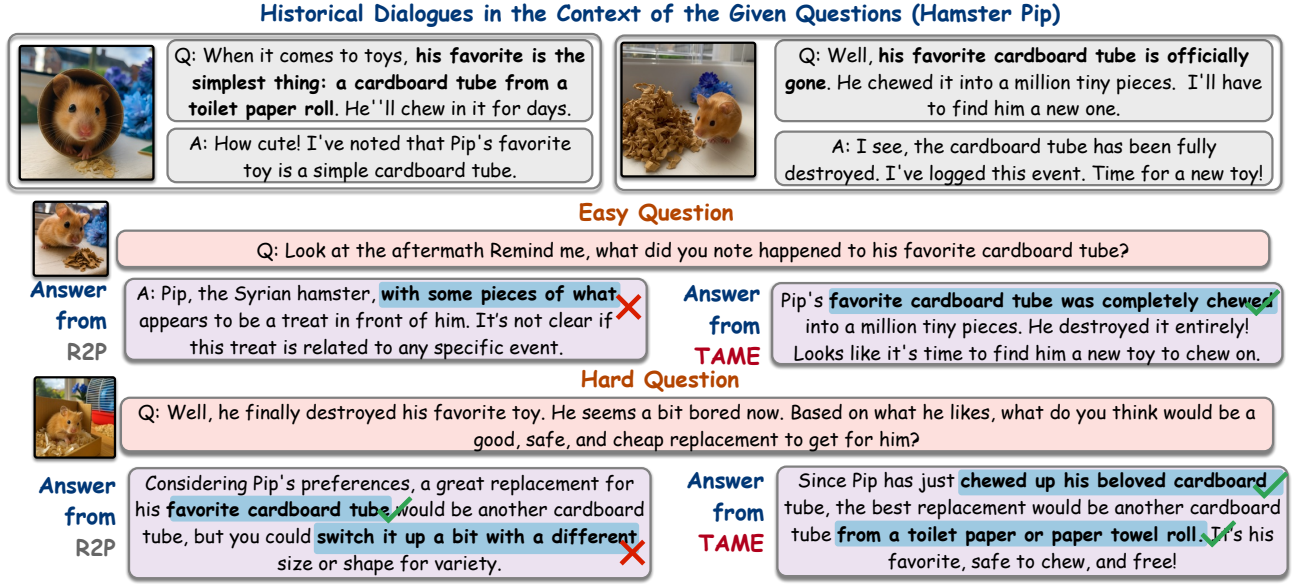 Historical Dialogues in the Context of the Given Questions (Hamster Pip)
Q: When it comes to toys, his favorite is the
simplest thing: a cardboard tube from a
toilet paper roll. He''ll chew in it for days.
A: How cute! I've noted that Pip's favorite
toy is a simple cardboard tube.
Q: Well, his favorite cardboard tube is officially
gone. He chewed it into a million tiny pieces. I'll have
to find him a new one.
A: I see, the cardboard tube has been fully
destroyed. I've logged this event. Time for a new toy!
Easy Question
Q: Look at the aftermath Remind me, what did you note happened to his favorite cardboard tube?
Answer
from
R2P
A: Pip, the Syrian hamster, with some pieces of what
appears to be a treat in front of him. It's not clear if
this treat is related to any specific event.
Answer
from
TAME
Pip's favorite cardboard tube was completely chewed
into a million tiny pieces. He destroyed it entirely!
Looks like it's time to find him a new toy to chew on.
Hard Question
Q: Well, he finally destroyed his favorite toy. He seems a bit bored now. Based on what he likes, what do you think would be a
good, safe, and cheap replacement to get for him?
Answer
from
R2P
Considering Pip's preferences, a great replacement for
his favorite cardboard tube would be another cardboard
tube, but you could switch it up a bit with a different
size or shape for variety.
Answer
from
TAME
Since Pip has just chewed up his beloved cardboard
tube, the best replacement would be another cardboard
tube from a toilet paper or paper towel roll. It's his
favorite, safe to chew, and free!